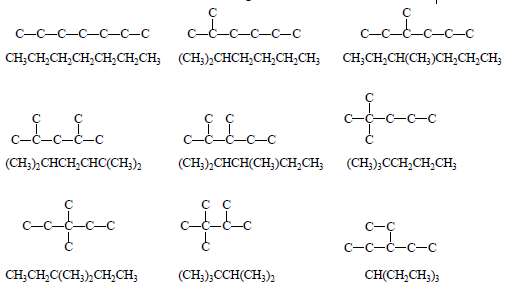 C C
C–C–C–C–C–C–C C–C–C–C–C–C C–C–C–C–C–C
CH₃CH₂CH₂CH₂CH₂CH₂CH₃ (CH₃)₂CHCH₂CH₂CH₂CH₃ CH₃CH₂CH(CH₃)CH₂CH₂CH₃
C C C C C
C–C–C–C–C C–C–C–C–C C–C–C–C–C
C
(CH₃)₂CHCH₂CHC(CH₃)₂ (CH₃)₂CHCH(CH₃)CH₂CH₃ (CH₃)₃CCH₂CH₂CH₃
C C C C–C
C–C–C–C–C C–C–C–C C–C–C–C–C
C C
CH₃CH₂C(CH₃)₂CH₂CH₃ (CH₃)₃CCH(CH₃)₂ CH(CH₂CH₃)₃